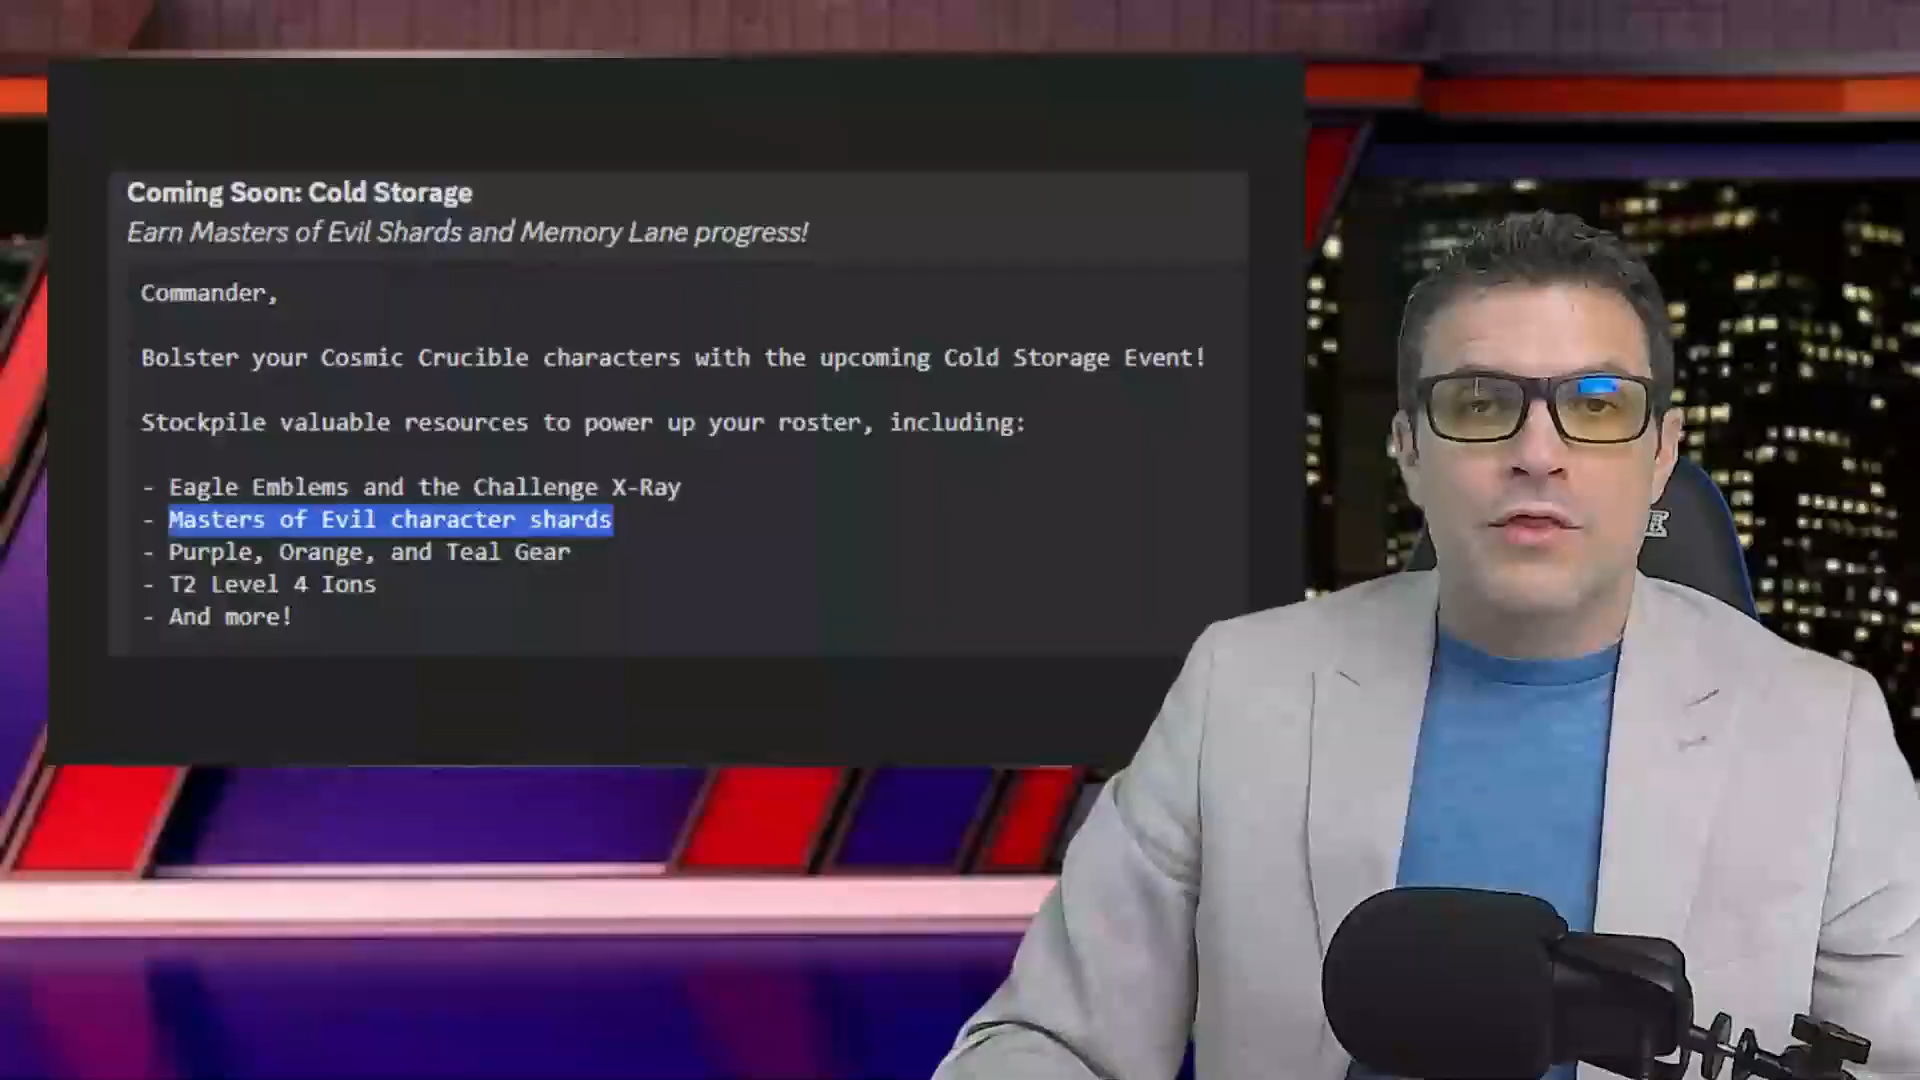 Coming Soon: Cold Storage
Earn Masters of Evil Shards and Memory Lane progress!
Commander,
Bolster your Cosmic Crucible characters with the upcoming Cold Storage Event!
Stockpile valuable resources to power up your roster, including:
- Eagle Emblems and the Challenge X-Ray
- Masters of Evil character shards
- Purple, Orange, and Teal Gear
- T2 Level 4 Ions
- And more!